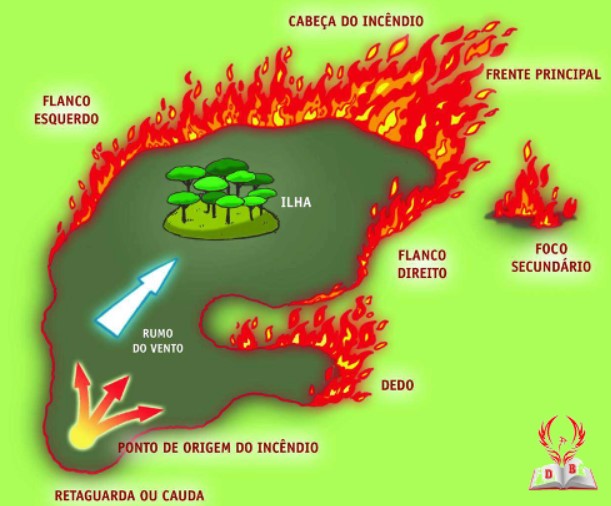 CABEÇA DO INCÊNDIO
FRENTE PRINCIPAL
FLANCO
ESQUERDO
ILHA
FLANCO
DIREITO
FOCO
SECUNDÁRIO
RUMO
DO VENTO
DEDO
PONTO DE ORIGEM DO INCÊNDIO
RETAGUARDA OU CAUDA
D B